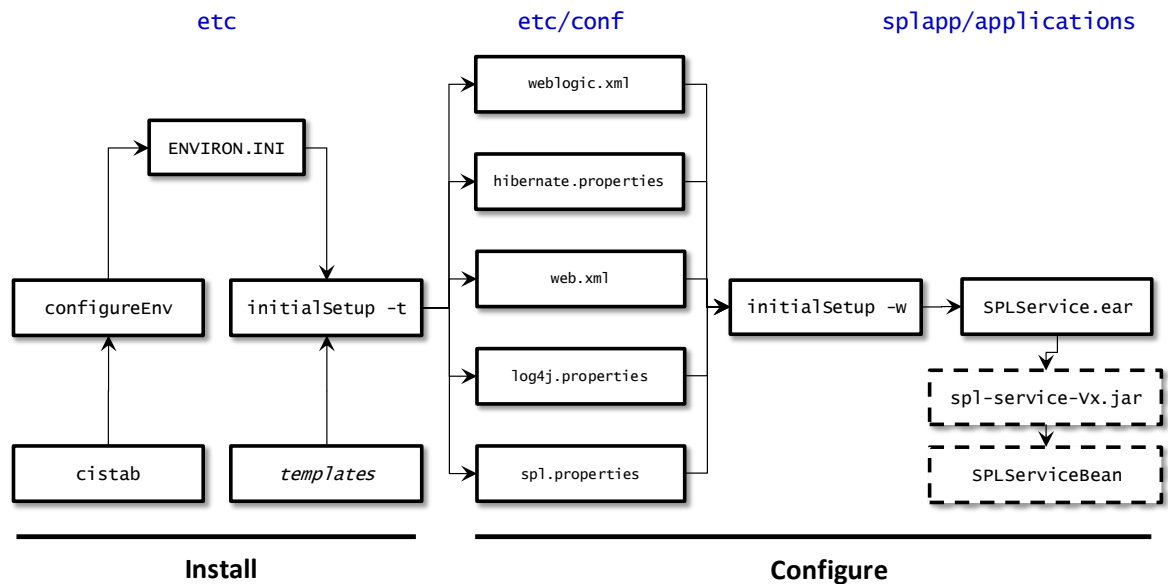 etc
etc/conf
splapp/applications
weblogic.xml
ENVIRON.INI
hibernate.properties
configureEnv
initialSetup -t
web.xml
initialSetup -w
SPLService.ear
log4j.properties
spl-service-Vx.jar
cistab
templates
spl.properties
SPLServiceBean
Install
Configure